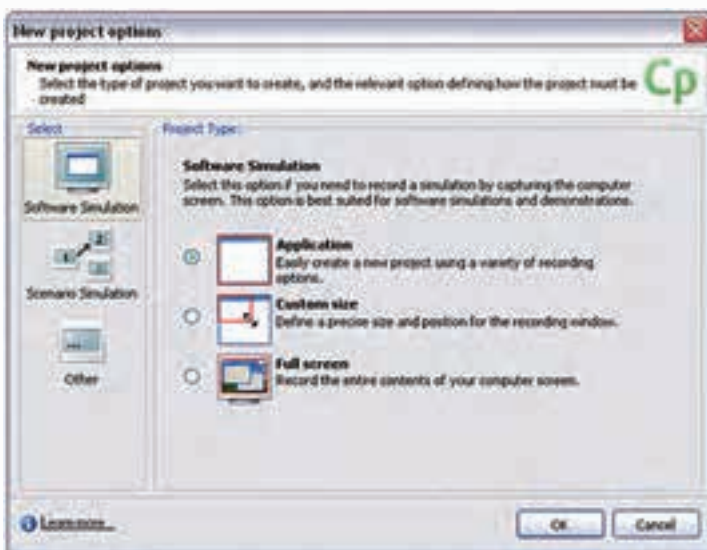 New project options
New project options
Select the type of project you want to create, and the relevant option defining how the project must be
created
Cp
Select
Project Type:
Software Simulation
Scenario Simulation
Other
Software Simulation
Select this option if you need to record a simulation by capturing the computer
screen. This option is best suited for software simulations and demonstrations.
Application
Easily create a new project using a variety of recording
options.
Custom size
Define a precise size and position for the recording window.
Full screen
Record the entire contents of your computer screen.
Learn more...
OK
Cancel